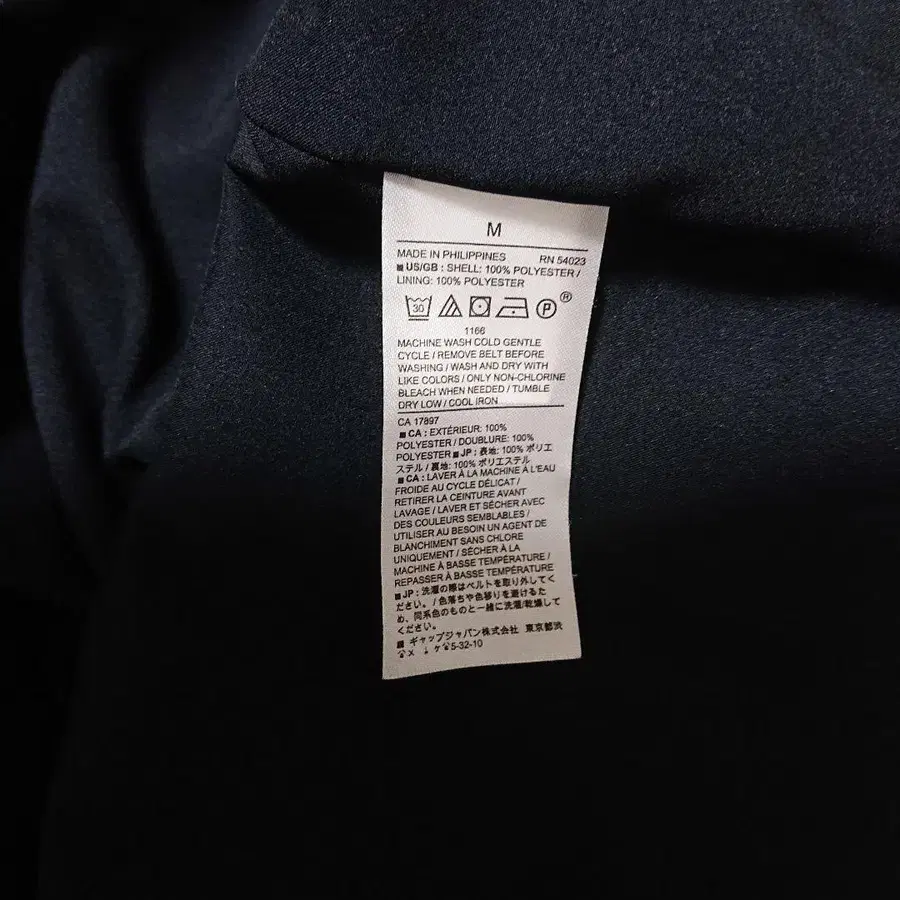 M
MADE IN PHILIPPINES RN 54023
■ US/GB : SHELL: 100% POLYESTER /
LINING: 100% POLYESTER
30 P ®
1166
MACHINE WASH COLD GENTLE
CYCLE / REMOVE BELT BEFORE
WASHING / WASH AND DRY WITH
LIKE COLORS / ONLY NON-CHLORINE
BLEACH WHEN NEEDED / TUMBLE
DRY LOW / COOL IRON
CA 17897
■ CA : EXTÉRIEUR: 100%
POLYESTER / DOUBLURE: 100%
POLYESTER ■ JP : 表地: 100% ポリエ
ステル / 裏地: 100% ポリエステル
■ CA : LAVER À LA MACHINE À L'EAU
FROIDE AU CYCLE DÉLICAT /
RETIRER LA CEINTURE AVANT
LAVAGE / LAVER ET SÉCHER AVEC
DES COULEURS SEMBLABLES /
UTILISER AU BESOIN UN AGENT DE
BLANCHIMENT SANS CHLORE
UNIQUEMENT / SÉCHER À LA
MACHINE À BASSE TEMPÉRATURE /
REPASSER À BASSE TEMPÉRATURE
■ JP : 洗濯の際はベルトを取り外してく
ださい。 / 色落ちや色移りを避けるた
め、同系色のものと一緒に洗濯/乾燥して
ください。
■ ギャップジャパン株式会社 東京都渋
5-32-10